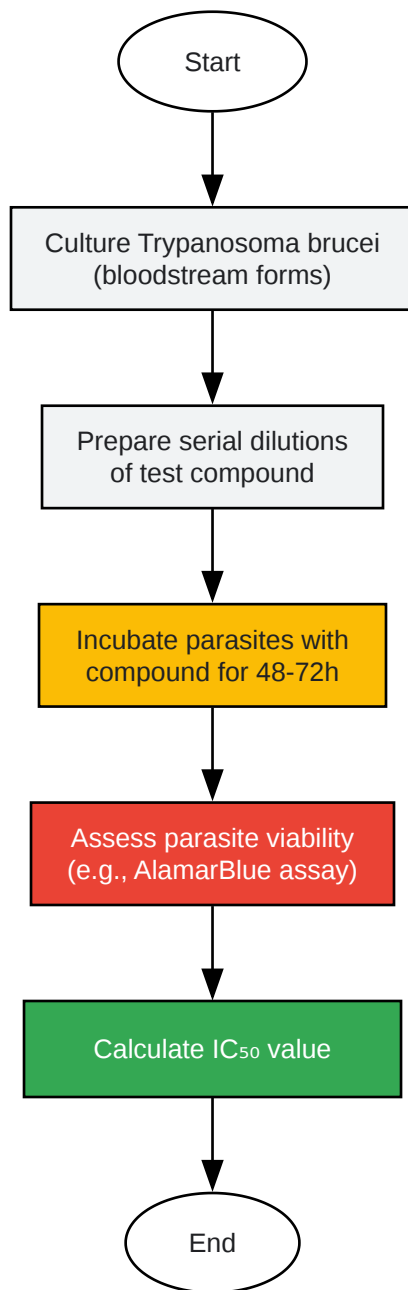 Start
Culture Trypanosoma brucei
(bloodstream forms)
Prepare serial dilutions
of test compound
Incubate parasites with
compound for 48-72h
Assess parasite viability
(e.g., AlamarBlue assay)
Calculate IC₅₀ value
End